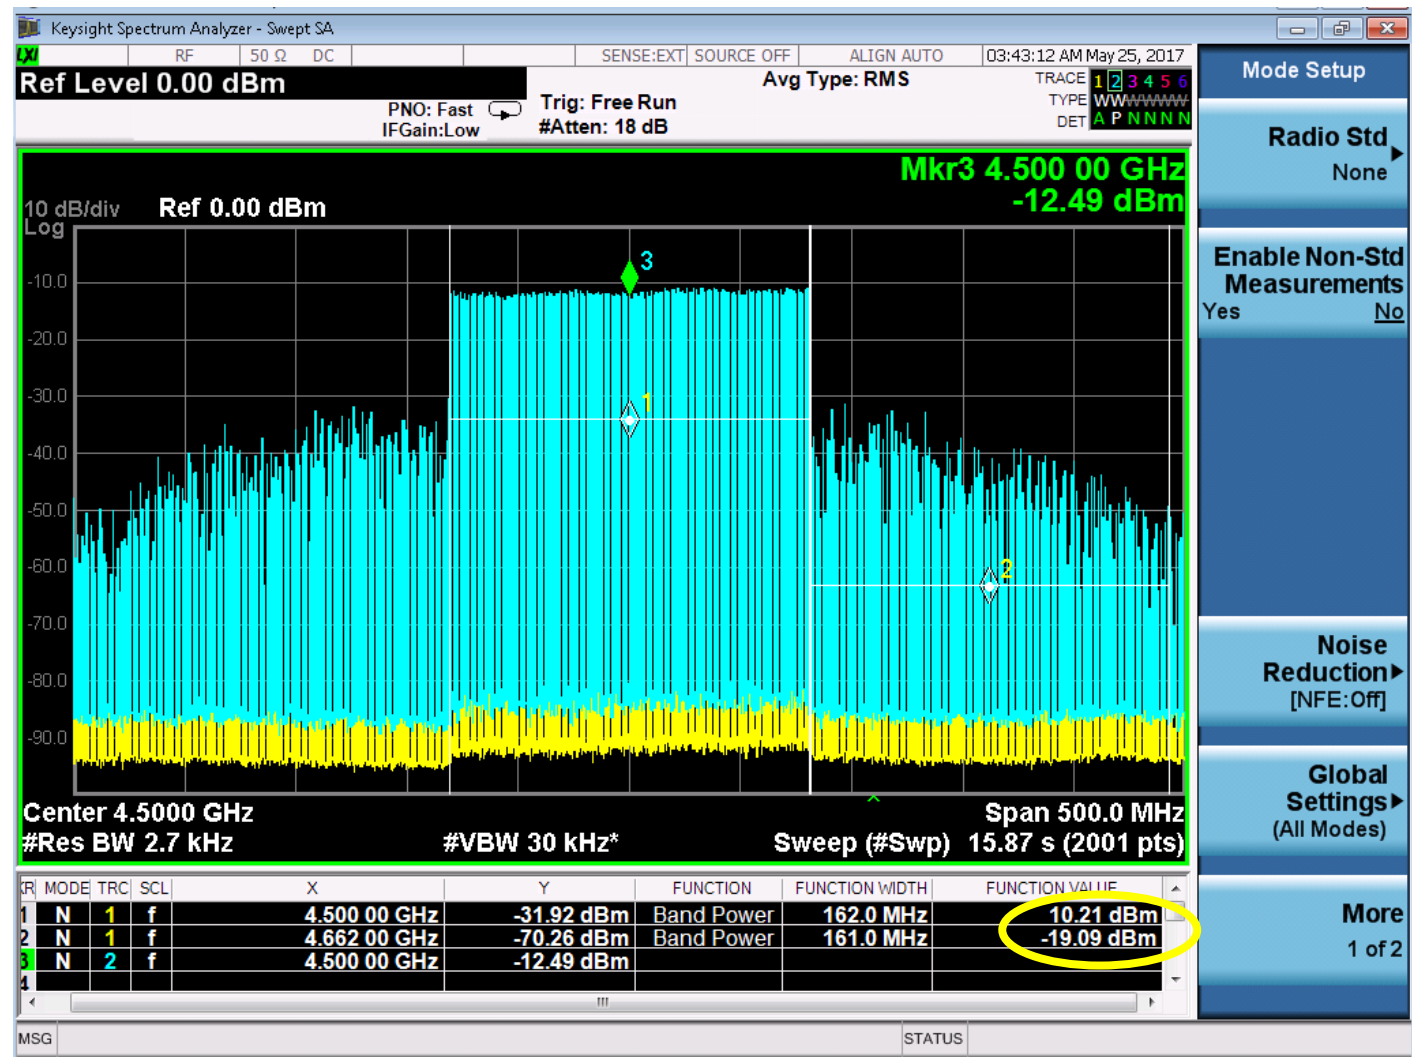 Keysight Spectrum Analyzer - Swept SA
LXI RF 50 Ω DC SENSE:EXT SOURCE OFF ALIGN AUTO 03:43:12 AM May 25, 2017
Ref Level 0.00 dBm
PNO: Fast
IFGain:Low
Trig: Free Run
#Atten: 18 dB
Avg Type: RMS
TRACE 1 2 3 4 5 6
TYPE WWWWWW
DET A P N N N N
Mkr3 4.500 00 GHz
-12.49 dBm
10 dB/div Ref 0.00 dBm
Log
3
-10.0
-20.0
-30.0
1
-40.0
-50.0
-60.0
2
-70.0
-80.0
-90.0
Center 4.5000 GHz Span 500.0 MHz
#Res BW 2.7 kHz #VBW 30 kHz* Sweep (#Swp) 15.87 s (2001 pts)
KR MODE TRC SCL X Y FUNCTION FUNCTION WIDTH FUNCTION VALUE
1 N 1 f 4.500 00 GHz -31.92 dBm Band Power 162.0 MHz 10.21 dBm
2 N 1 f 4.662 00 GHz -70.26 dBm Band Power 161.0 MHz -19.09 dBm
3 N 2 f 4.500 00 GHz -12.49 dBm
4
MSG STATUS
Mode Setup
Radio Std
None
Enable Non-Std
Measurements
Yes No
Noise
Reduction
[NFE:Off]
Global
Settings
(All Modes)
More
1 of 2